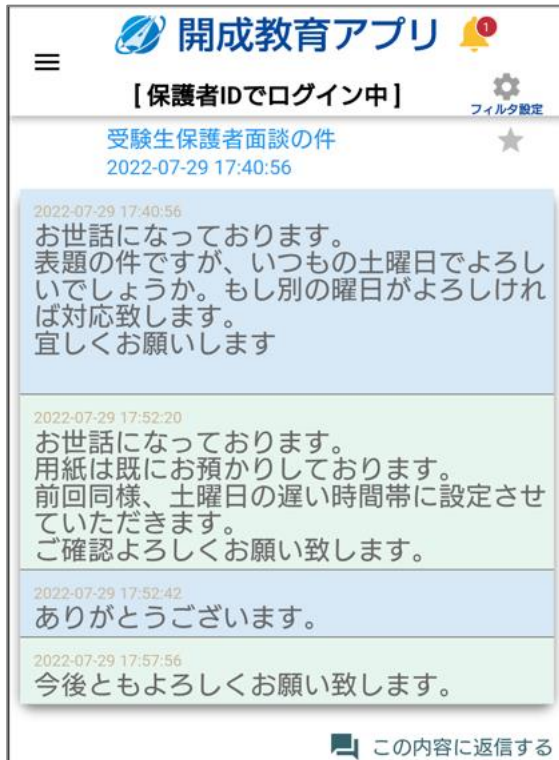 開成教育アプリ
1
[ 保護者IDでログイン中 ]
フィルタ設定
受験生保護者面談の件
2022-07-29 17:40:56
2022-07-29 17:40:56
お世話になっております。
表題の件ですが、いつもの土曜日でよろし
いでしょうか。もし別の曜日がよろしけれ
ば対応致します。
宜しくお願いします
2022-07-29 17:52:20
お世話になっております。
用紙は既にお預かりしております。
前回同様、土曜日の遅い時間帯に設定させ
ていただきます。
ご確認よろしくお願い致します。
2022-07-29 17:52:42
ありがとうございます。
2022-07-29 17:57:56
今後ともよろしくお願い致します。
この内容に返信する